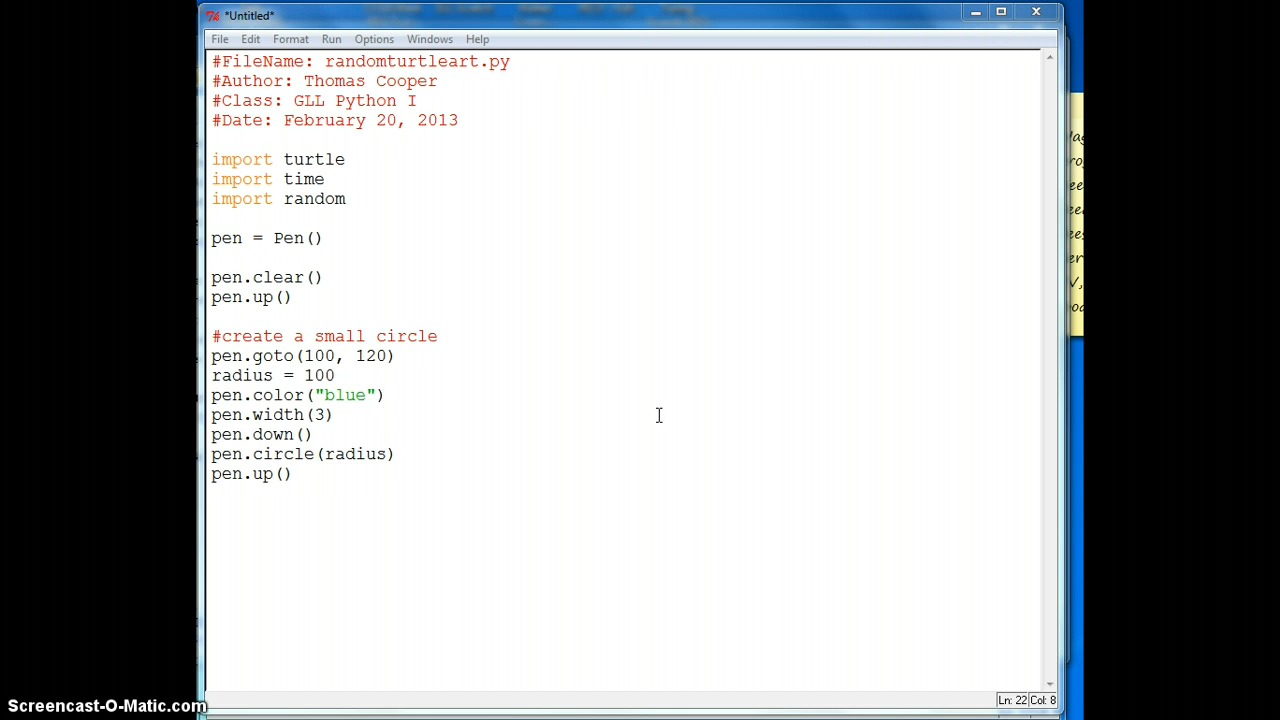 *Untitled*
File Edit Format Run Options Windows Help
#FileName: randomturtleart.py
#Author: Thomas Cooper
#Class: GLL Python I
#Date: February 20, 2013
import turtle
import time
import random
pen = Pen()
pen.clear()
pen.up()
#create a small circle
pen.goto(100, 120)
radius = 100
pen.color("blue")
pen.width(3)
pen.down()
pen.circle(radius)
pen.up()
Ln: 22 Col: 8
Screencast-O-Matic.com